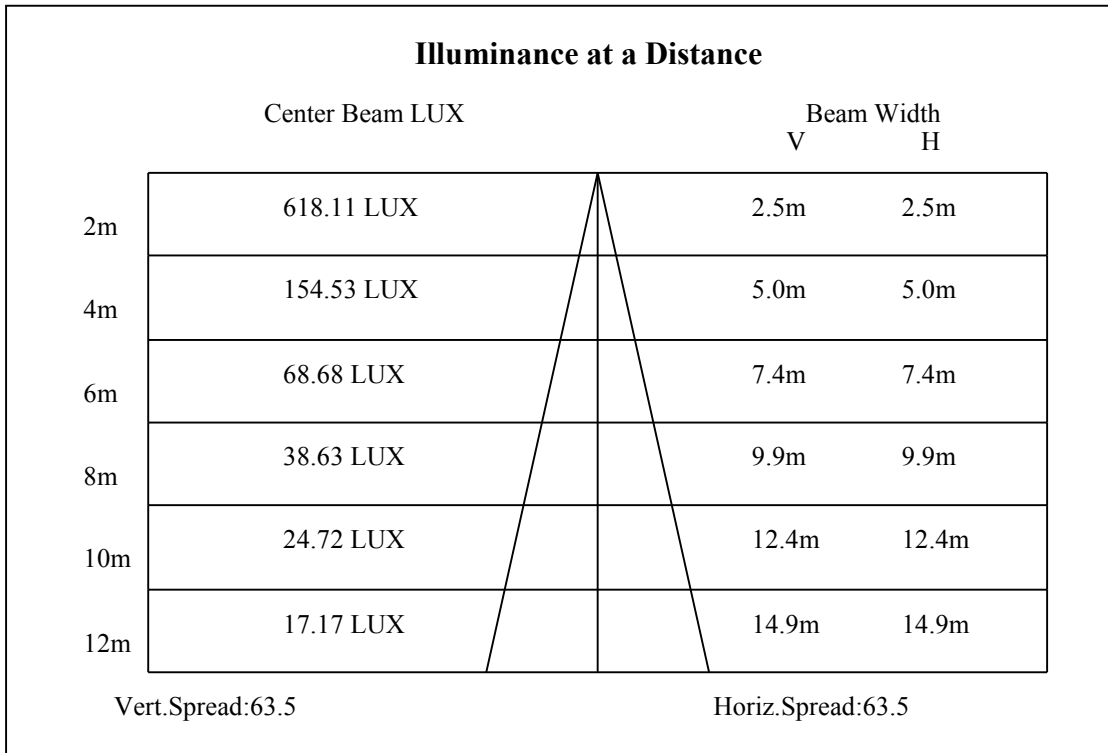 Illuminance at a Distance
Center Beam LUX Beam Width
V H
2m 618.11 LUX 2.5m 2.5m
4m 154.53 LUX 5.0m 5.0m
6m 68.68 LUX 7.4m 7.4m
8m 38.63 LUX 9.9m 9.9m
10m 24.72 LUX 12.4m 12.4m
12m 17.17 LUX 14.9m 14.9m
Vert.Spread:63.5 Horiz.Spread:63.5